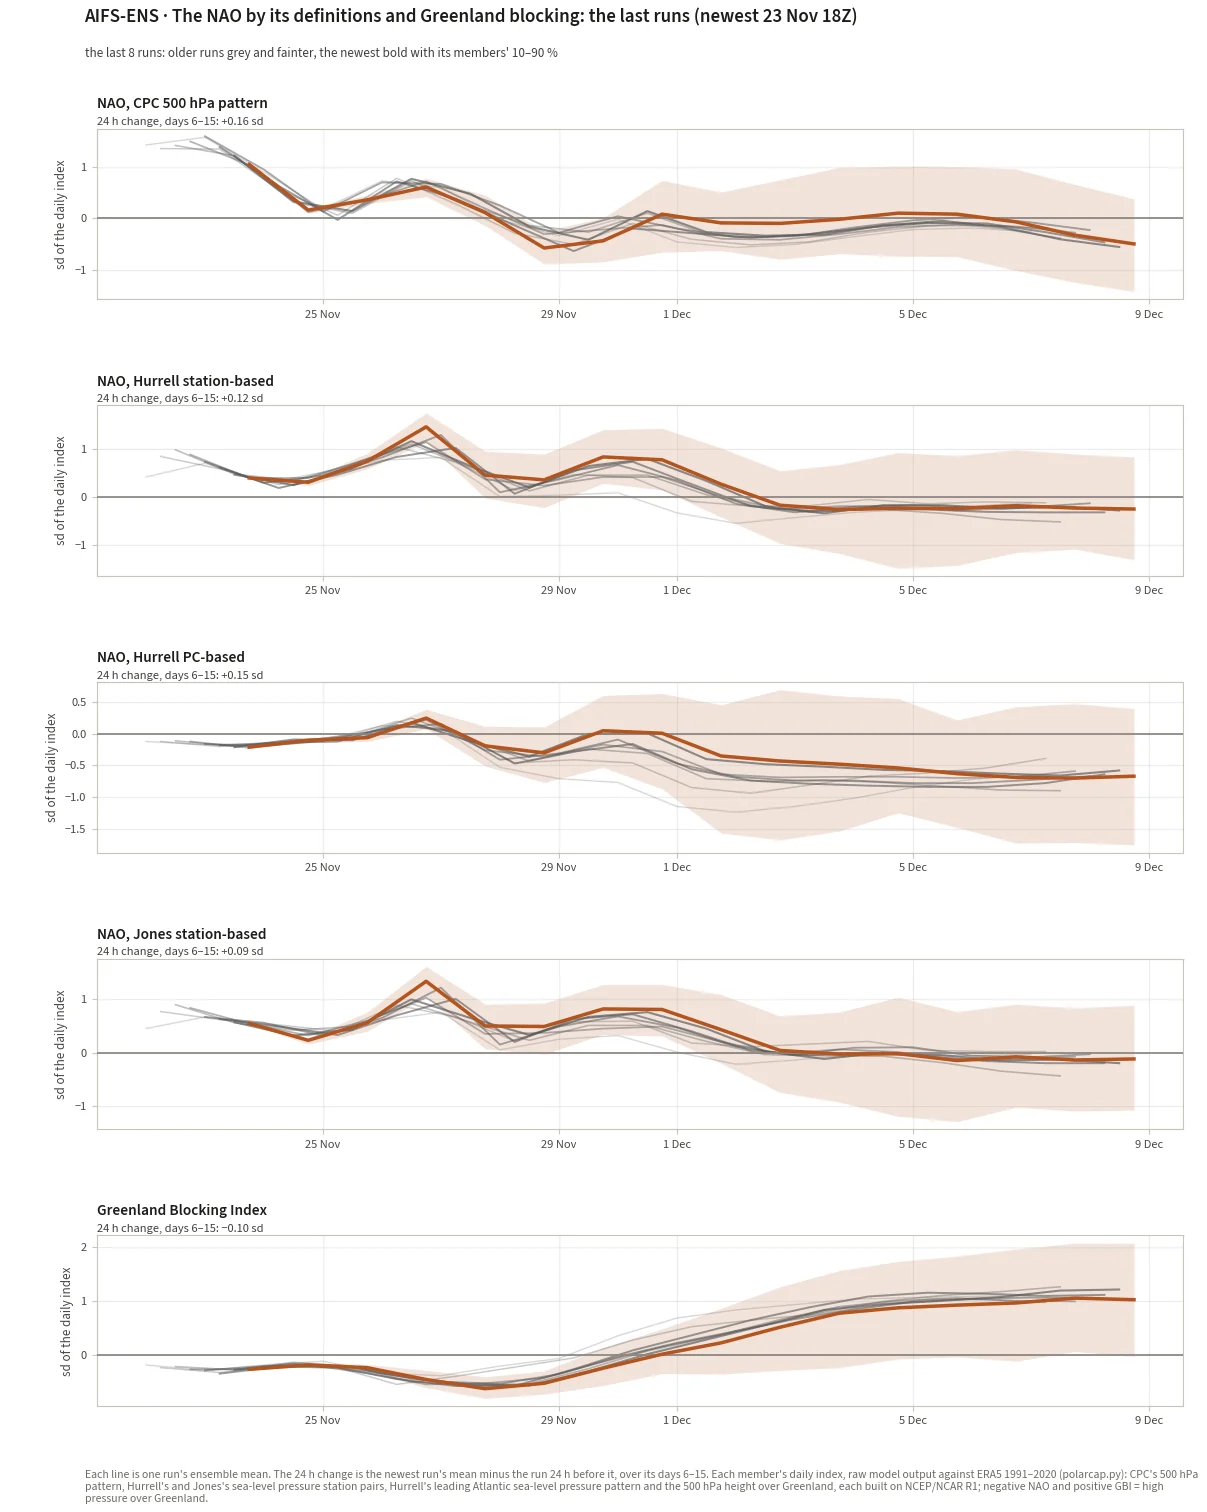 AIFS-ENS · The NAO by its definitions and Greenland blocking: the last runs (newest 23 Nov 18Z)
the last 8 runs: older runs grey and fainter, the newest bold with its members' 10–90 %
NAO, CPC 500 hPa pattern
24 h change, days 6–15: +0.16 sd
sd of the daily index
1
0
−1
25 Nov
29 Nov
1 Dec
5 Dec
9 Dec
NAO, Hurrell station-based
24 h change, days 6–15: +0.12 sd
sd of the daily index
1
0
−1
25 Nov
29 Nov
1 Dec
5 Dec
9 Dec
NAO, Hurrell PC-based
24 h change, days 6–15: +0.15 sd
sd of the daily index
0.5
0.0
−0.5
−1.0
−1.5
25 Nov
29 Nov
1 Dec
5 Dec
9 Dec
NAO, Jones station-based
24 h change, days 6–15: +0.09 sd
sd of the daily index
1
0
−1
25 Nov
29 Nov
1 Dec
5 Dec
9 Dec
Greenland Blocking Index
24 h change, days 6–15: −0.10 sd
sd of the daily index
2
1
0
25 Nov
29 Nov
1 Dec
5 Dec
9 Dec
Each line is one run's ensemble mean. The 24 h change is the newest run's mean minus the run 24 h before it, over its days 6–15. Each member's daily index, raw model output against ERA5 1991–2020 (polarcap.py): CPC's 500 hPa
pattern, Hurrell's and Jones's sea-level pressure station pairs, Hurrell's leading Atlantic sea-level pressure pattern and the 500 hPa height over Greenland, each built on NCEP/NCAR R1; negative NAO and positive GBI = high
pressure over Greenland.